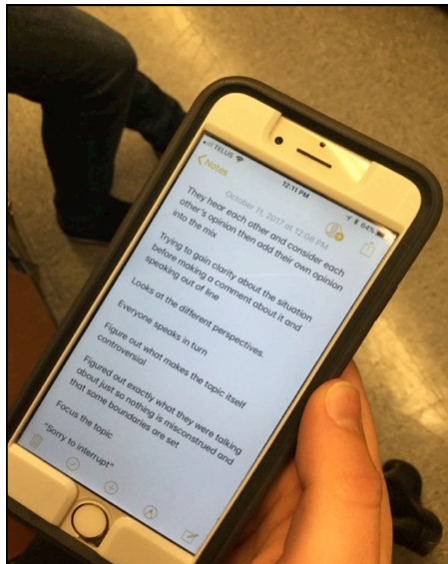 TELUS
12:11 PM
64%
Notes
October 11, 2017 at 12:08 PM
They hear each other and consider each
other's opinion then add their own opinion
into the mix
Trying to gain clarity about the situation
before making a comment about it and
speaking out of line
Looks at the different perspectives.
Everyone speaks in turn
Figure out what makes the topic itself
controversial
Figured out exactly what they were talking
about just so nothing is misconstrued and
that some boundaries are set
Focus the topic
"Sorry to interrupt"